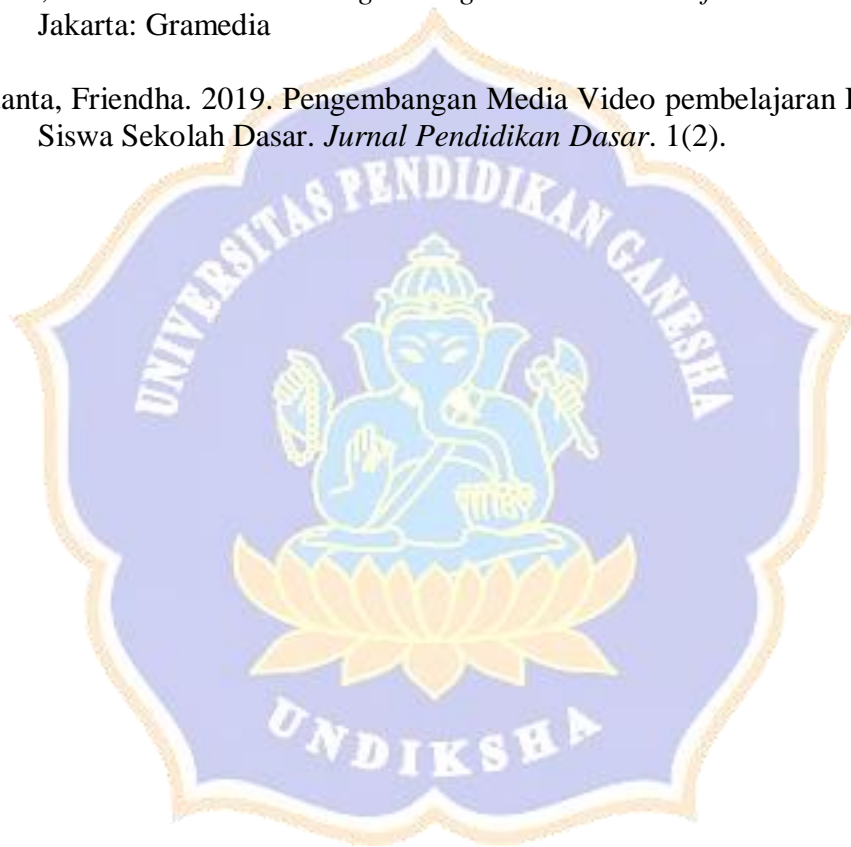 Jakarta: Gramedia
anta, Friendha. 2019. Pengembangan Media Video pembelajaran
Siswa Sekolah Dasar. Jurnal Pendidikan Dasar. 1(2).
UNIVERSITAS PENDIDIKAN GANESHA
UNDIKSHA